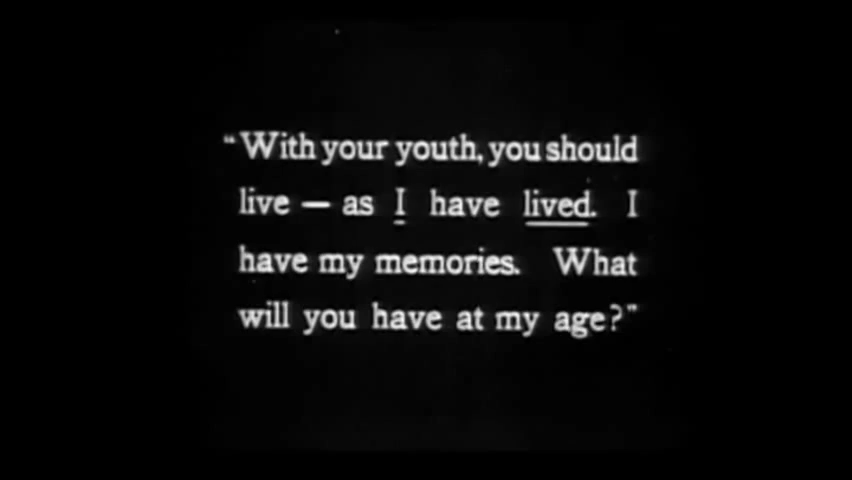 "With your youth, you should
live — as I have lived. I
have my memories. What
will you have at my age?"